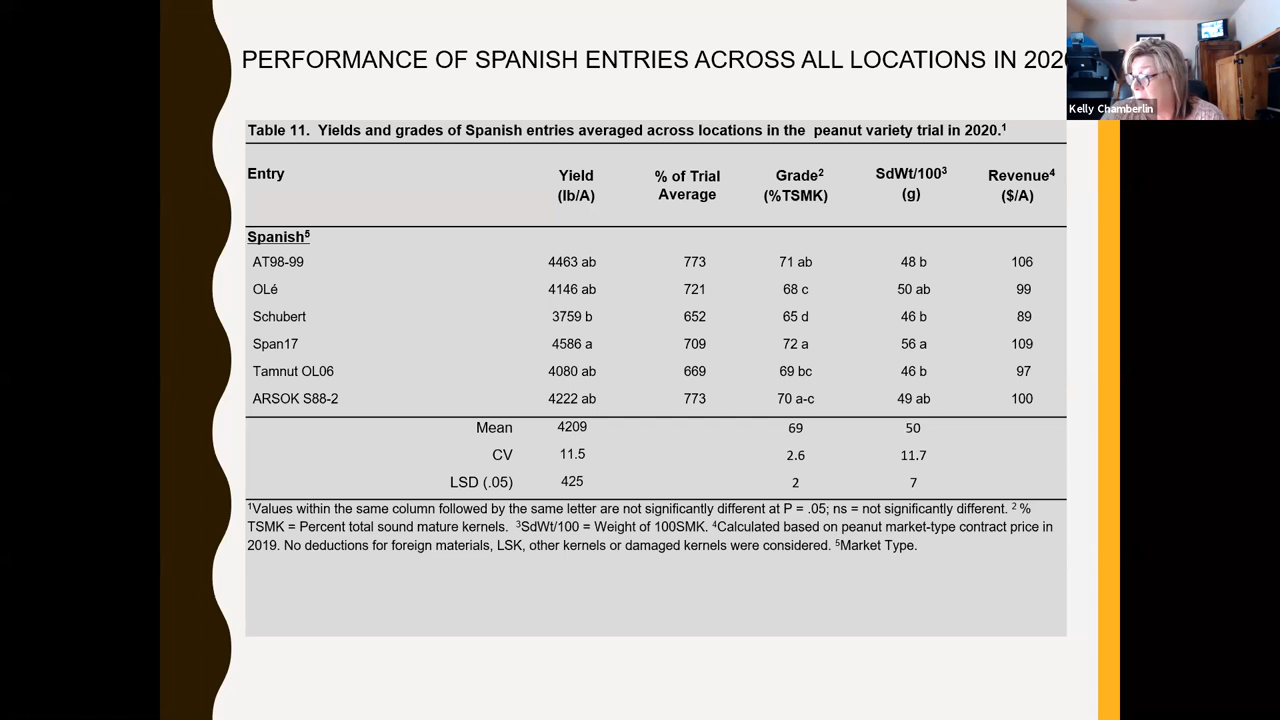 PERFORMANCE OF SPANISH ENTRIES ACROSS ALL LOCATIONS IN 202
Kelly Chamberlin
Table 11. Yields and grades of Spanish entries averaged across locations in the peanut variety trial in 2020.¹
Entry Yield (lb/A) % of Trial Average Grade² (%TSMK) SdWt/100³ (g) Revenue⁴ ($/A)
Spanish⁵
AT98-99 4463 ab 773 71 ab 48 b 106
OLé 4146 ab 721 68 c 50 ab 99
Schubert 3759 b 652 65 d 46 b 89
Span17 4586 a 709 72 a 56 a 109
Tamnut OL06 4080 ab 669 69 bc 46 b 97
ARSOK S88-2 4222 ab 773 70 a-c 49 ab 100
Mean 4209 69 50
CV 11.5 2.6 11.7
LSD (.05) 425 2 7
¹Values within the same column followed by the same letter are not significantly different at P = .05; ns = not significantly different. ² %
TSMK = Percent total sound mature kernels. ³SdWt/100 = Weight of 100SMK. ⁴Calculated based on peanut market-type contract price in
2019. No deductions for foreign materials, LSK, other kernels or damaged kernels were considered. ⁵Market Type.